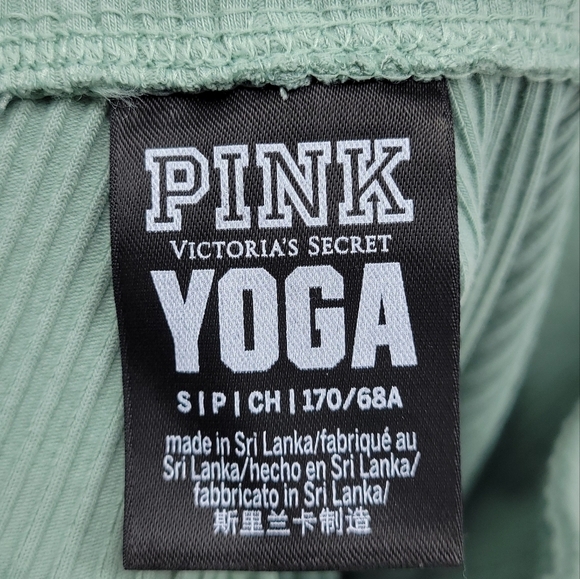 PINK
VICTORIA'S SECRET
YOGA
S|P|CH|170/68A
made in Sri Lanka/fabriqué au
Sri Lanka/hecho en Sri Lanka/
fabbricato in Sri Lanka/
斯里兰卡制造